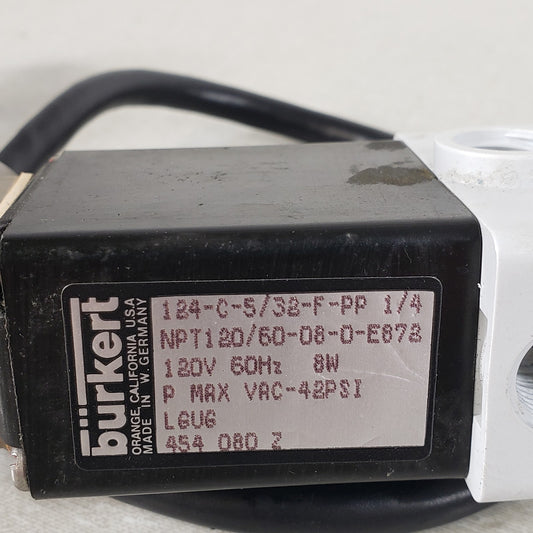 bürkert
ORANGE, CALIFORNIA U.S.A
MADE IN W. GERMANY
124-C-5/32-F-PP 1/4
NPT120/60-08-0-E872
120V 60Hz 8W
P MAX VAC-42PSI
LGUG
454 080 Z